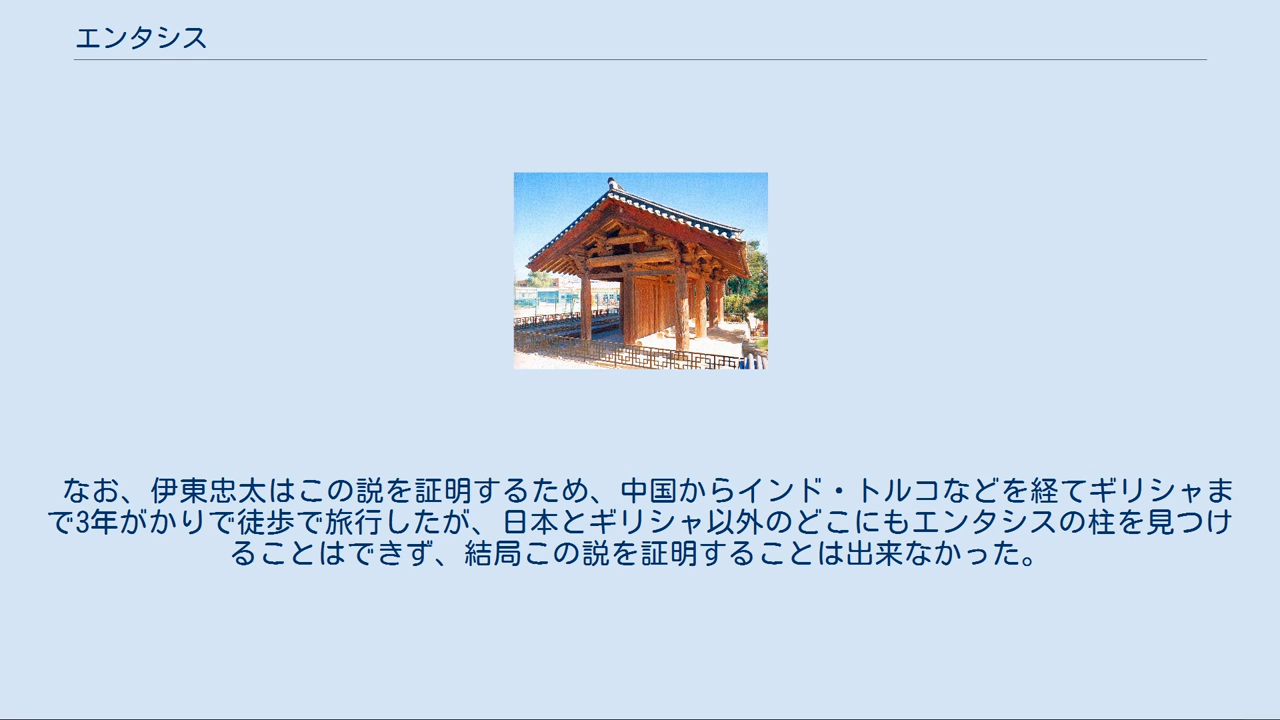 エンタシス
なお、伊東忠太はこの説を証明するため、中国からインド・トルコなどを経てギリシャま
で3年がかりで徒歩で旅行したが、日本とギリシャ以外のどこにもエンタシスの柱を見つけ
ることはできず、結局この説を証明することは出来なかった。